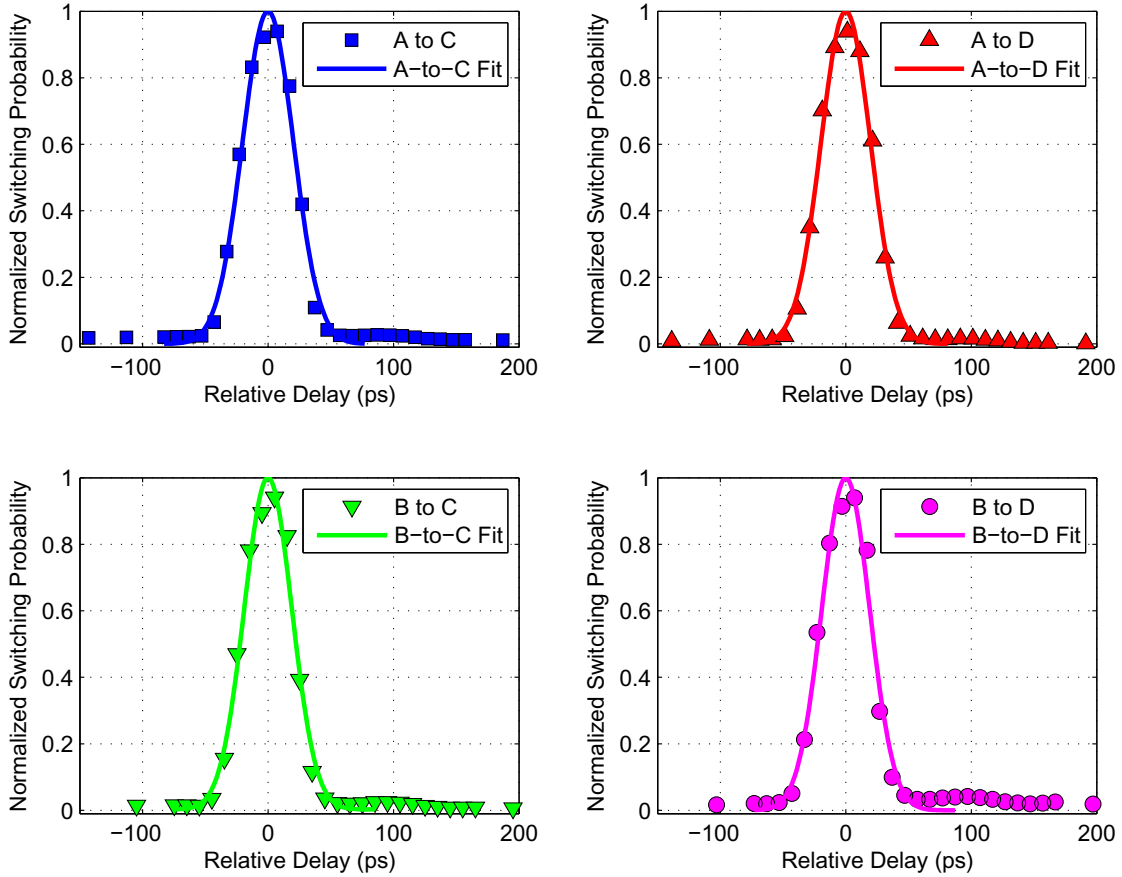 Normalized Switching Probability
1
0.8
0.6
0.4
0.2
0
−100
0
100
200
Relative Delay (ps)
A to C
A−to−C Fit
Normalized Switching Probability
1
0.8
0.6
0.4
0.2
0
−100
0
100
200
Relative Delay (ps)
A to D
A−to−D Fit
Normalized Switching Probability
1
0.8
0.6
0.4
0.2
0
−100
0
100
200
Relative Delay (ps)
B to C
B−to−C Fit
Normalized Switching Probability
1
0.8
0.6
0.4
0.2
0
−100
0
100
200
Relative Delay (ps)
B to D
B−to−D Fit